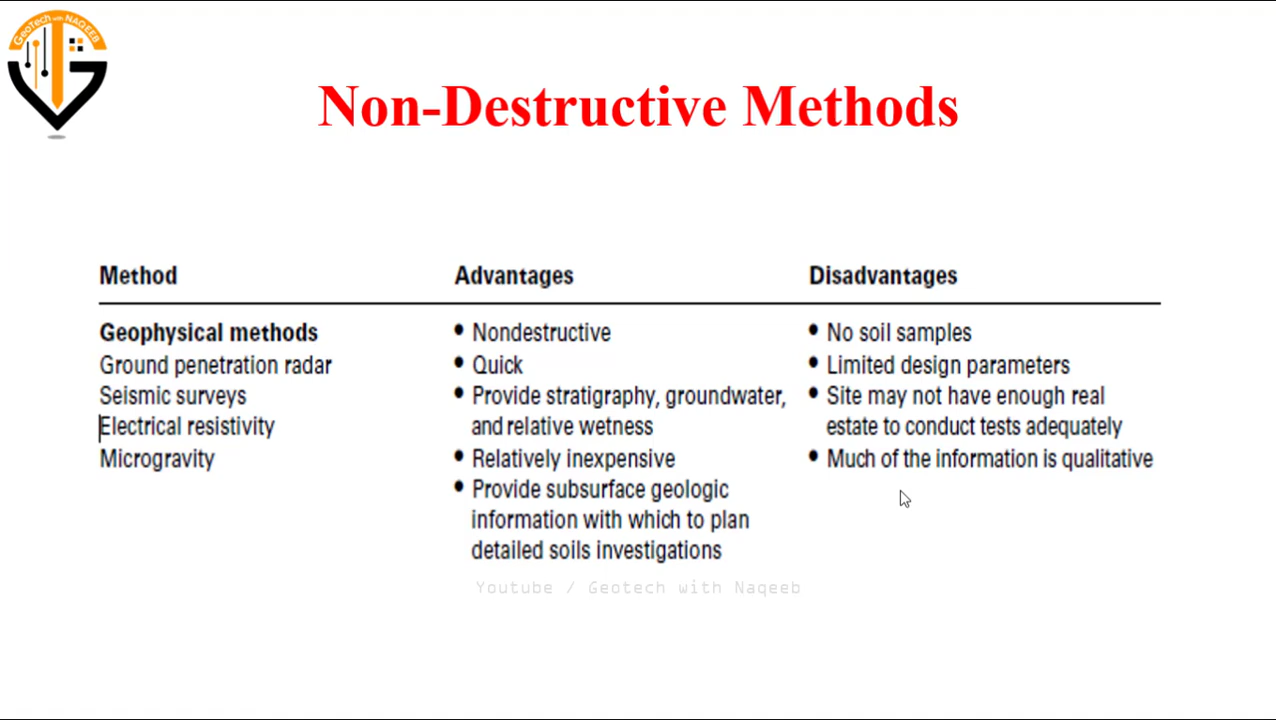 GeoTech with NAQEEB
Non-Destructive Methods
Method Advantages Disadvantages
Geophysical methods
Ground penetration radar
Seismic surveys
Electrical resistivity
Microgravity
• Nondestructive
• Quick
• Provide stratigraphy, groundwater,
and relative wetness
• Relatively inexpensive
• Provide subsurface geologic
information with which to plan
detailed soils investigations
• No soil samples
• Limited design parameters
• Site may not have enough real
estate to conduct tests adequately
• Much of the information is qualitative
Youtube / Geotech with Naqeeb